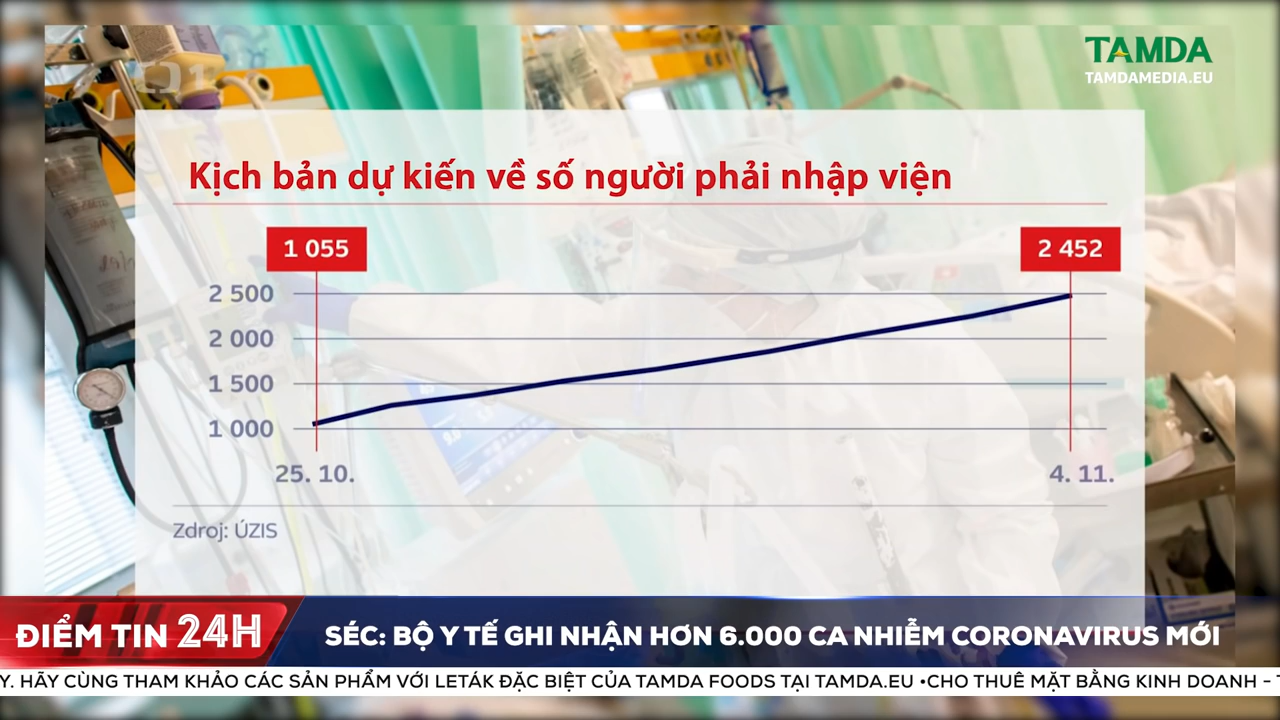 TAMDA
TAMDAMEDIA.EU
Kịch bản dự kiến về số người phải nhập viện
1 055
2 452
2 500
2 000
1 500
1 000
25. 10.
4. 11.
Zdroj: ÚZIS
ĐIỂM TIN 24H
SÉC: BỘ Y TẾ GHI NHẬN HƠN 6.000 CA NHIỄM CORONAVIRUS MỚI
Y. HÃY CÙNG THAM KHẢO CÁC SẢN PHẨM VỚI LETÁK ĐẶC BIỆT CỦA TAMDA FOODS TẠI TAMDA.EU •CHO THUÊ MẶT BẰNG KINH DOANH –